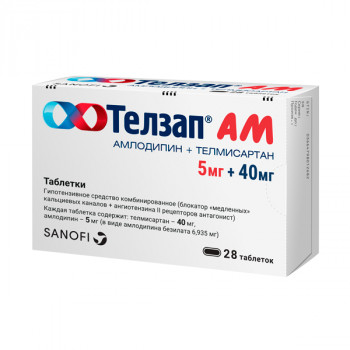 Телзап® АМ
АМЛОДИПИН + ТЕЛМИСАРТАН
5мг + 40мг
Таблетки
Гипотензивное средство комбинированное (блокатор «медленных»
кальциевых каналов + ангиотензина II рецепторов антагонист)
Каждая таблетка содержит: телмисартан – 40 мг,
амлодипин – 5 мг (в виде амлодипина безилата 6,935 мг)
SANOFI
28 таблеток